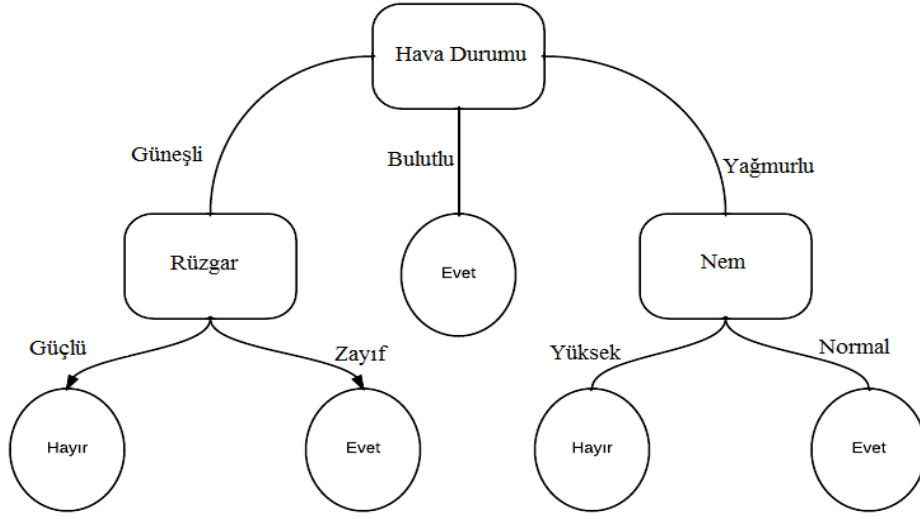 Hava Durumu
Güneşli
Bulutlu
Yağmurlu
Rüzgar
Evet
Nem
Güçlü
Zayıf
Yüksek
Normal
Hayır
Evet
Hayır
Evet